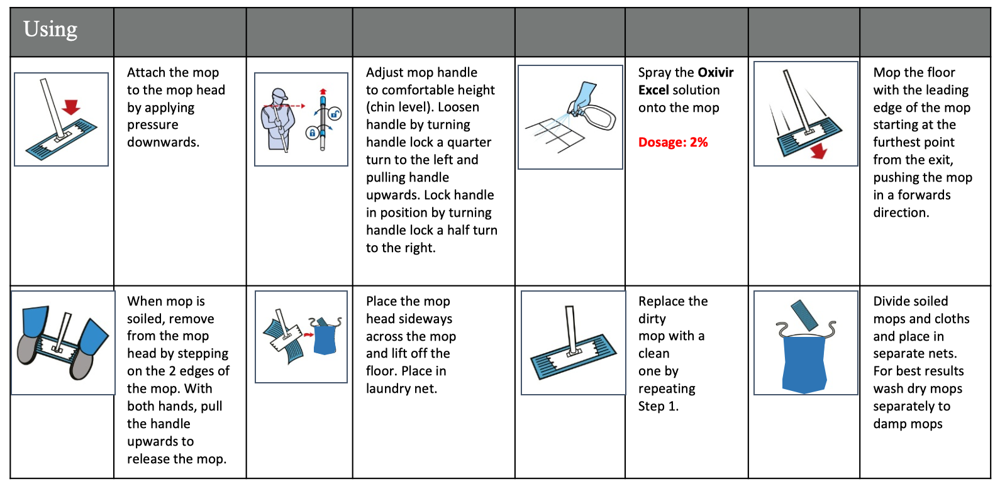 Using
Attach the mop
to the mop head
by applying
pressure
downwards.
Adjust mop handle
to comfortable height
(chin level). Loosen
handle by turning
handle lock a quarter
turn to the left and
pulling handle
upwards. Lock handle
in position by turning
handle lock a half turn
to the right.
Spray the Oxivir
Excel solution
onto the mop
Dosage: 2%
Mop the floor
with the leading
edge of the mop
starting at the
furthest point
from the exit,
pushing the mop
in a forwards
direction.
When mop is
soiled, remove
from the mop
head by stepping
on the 2 edges of
the mop. With
both hands, pull
the handle
upwards to
release the mop.
Place the mop
head sideways
across the mop
and lift off the
floor. Place in
laundry net.
Replace the
dirty
mop with a
clean
one by
repeating
Step 1.
Divide soiled
mops and cloths
and place in
separate nets.
For best results
wash dry mops
separately to
damp mops